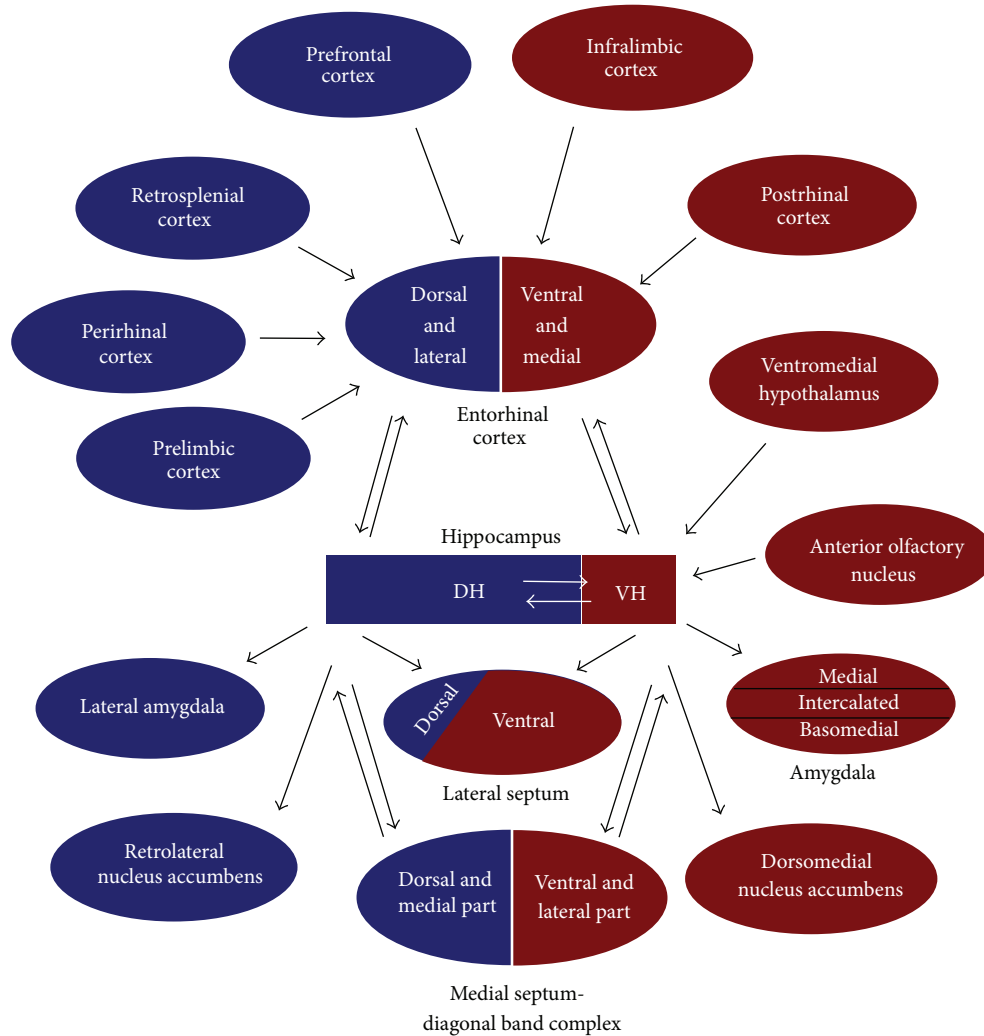 Prefrontal
cortex
Infralimbic
cortex
Retrosplenial
cortex
Postrhinal
cortex
Perirhinal
cortex
Dorsal
and
lateral
Ventral
and
medial
Ventromedial
hypothalamus
Prelimbic
cortex
Entorhinal
cortex
Hippocampus
DH
VH
Anterior olfactory
nucleus
Lateral amygdala
Dorsal
Ventral
Lateral septum
Medial
Intercalated
Basomedial
Amygdala
Retrolateral
nucleus accumbens
Dorsal and
medial part
Ventral and
lateral part
Dorsomedial
nucleus accumbens
Medial septum-
diagonal band complex